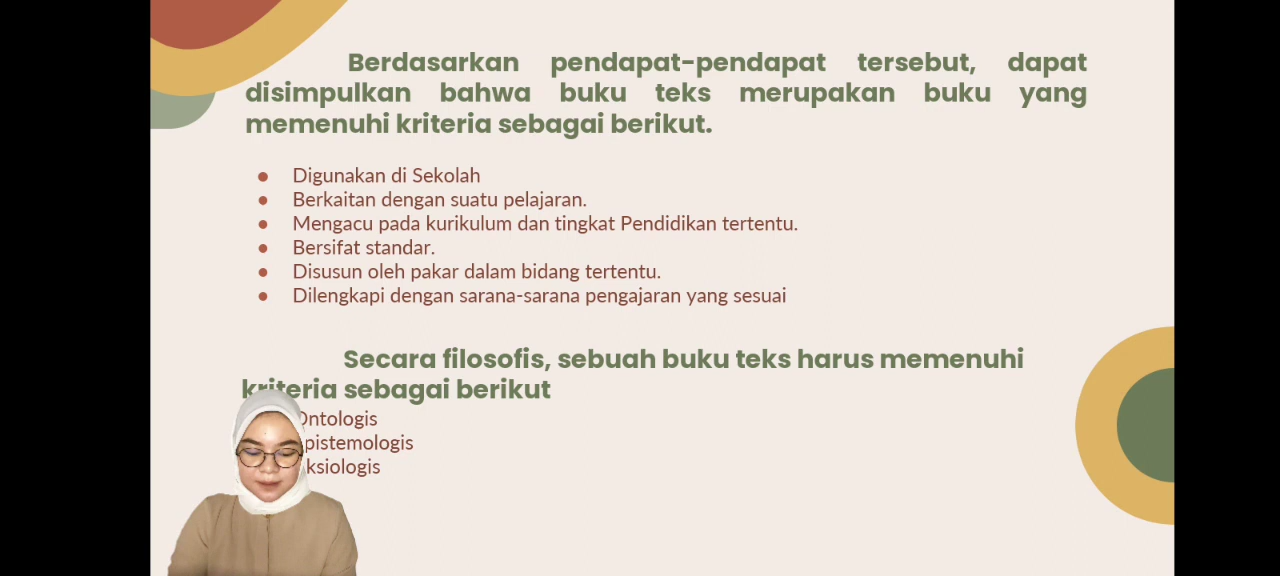 Berdasarkan pendapat-pendapat tersebut, dapat
disimpulkan bahwa buku teks merupakan buku yang
memenuhi kriteria sebagai berikut.
● Digunakan di Sekolah
● Berkaitan dengan suatu pelajaran.
● Mengacu pada kurikulum dan tingkat Pendidikan tertentu.
● Bersifat standar.
● Disusun oleh pakar dalam bidang tertentu.
● Dilengkapi dengan sarana-sarana pengajaran yang sesuai
Secara filosofis, sebuah buku teks harus memenuhi
kriteria sebagai berikut
Ontologis
Epistemologis
Aksiologis